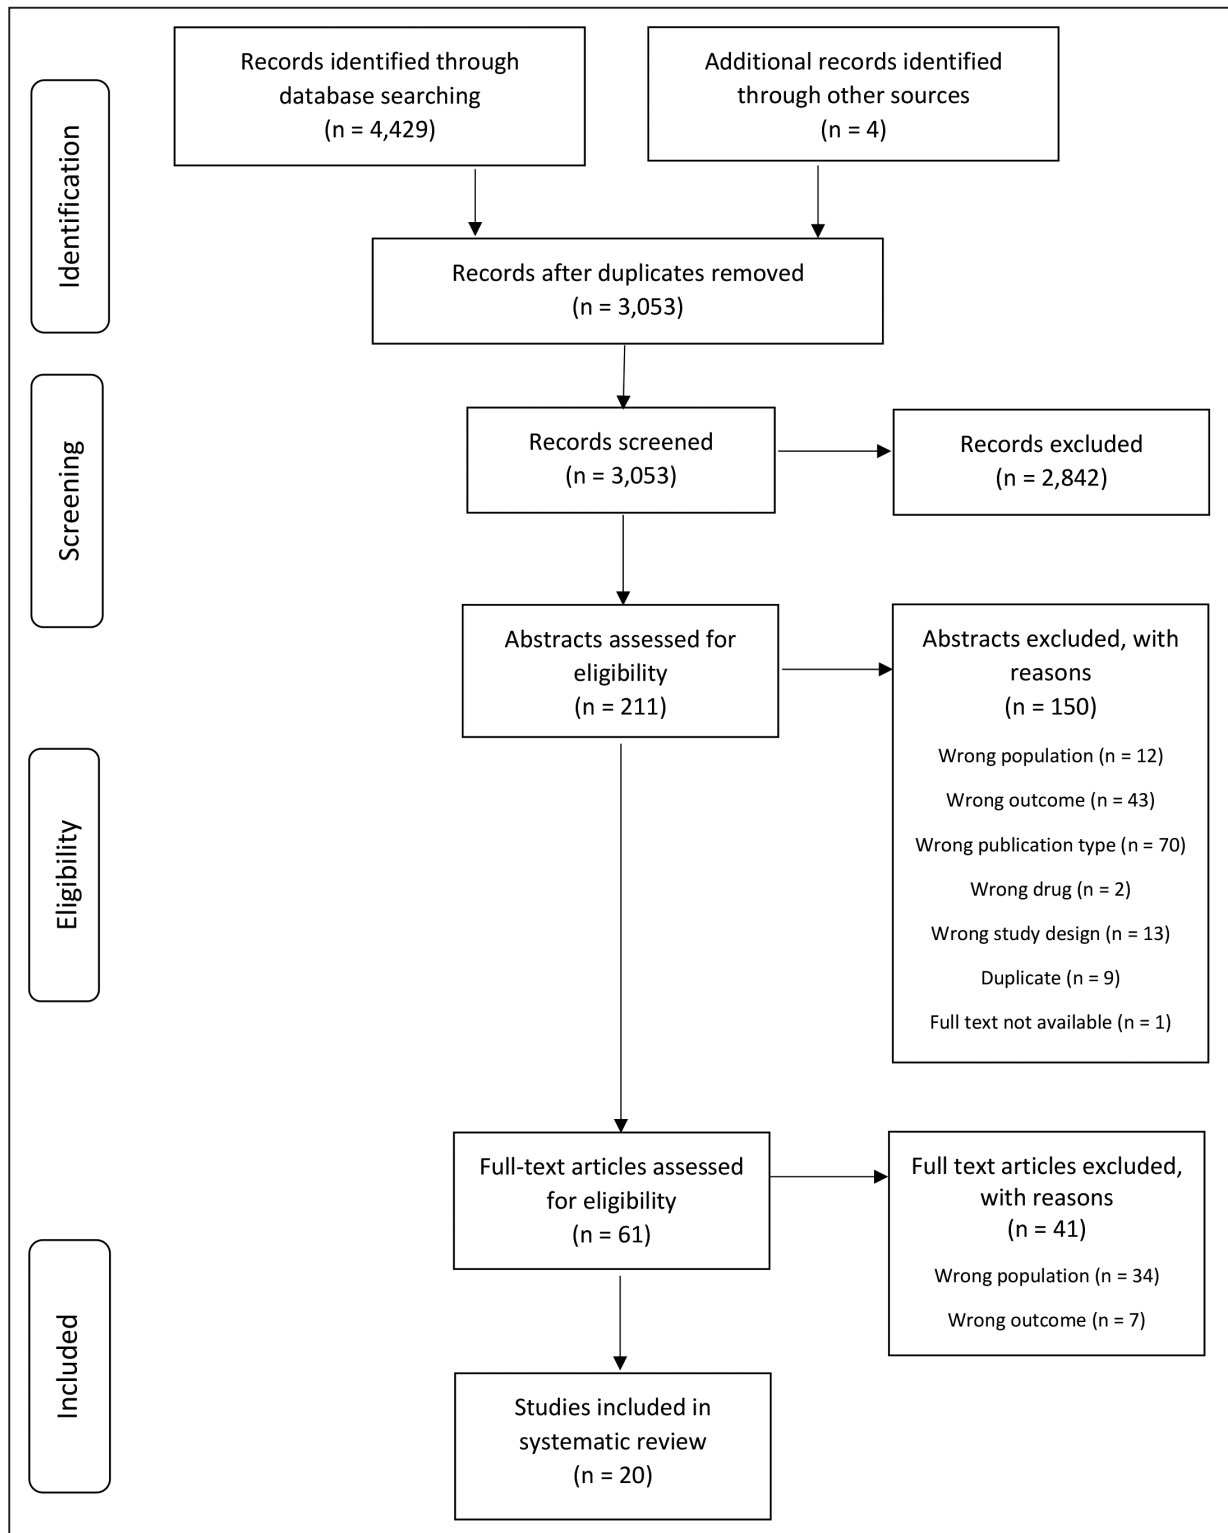 Identification
Records identified through
database searching
(n = 4,429)
Additional records identified
through other sources
(n = 4)
Records after duplicates removed
(n = 3,053)
Screening
Records screened
(n = 3,053)
Records excluded
(n = 2,842)
Eligibility
Abstracts assessed for
eligibility
(n = 211)
Abstracts excluded, with
reasons
(n = 150)
Wrong population (n = 12)
Wrong outcome (n = 43)
Wrong publication type (n = 70)
Wrong drug (n = 2)
Wrong study design (n = 13)
Duplicate (n = 9)
Full text not available (n = 1)
Full-text articles assessed
for eligibility
(n = 61)
Full text articles excluded,
with reasons
(n = 41)
Wrong population (n = 34)
Wrong outcome (n = 7)
Included
Studies included in
systematic review
(n = 20)